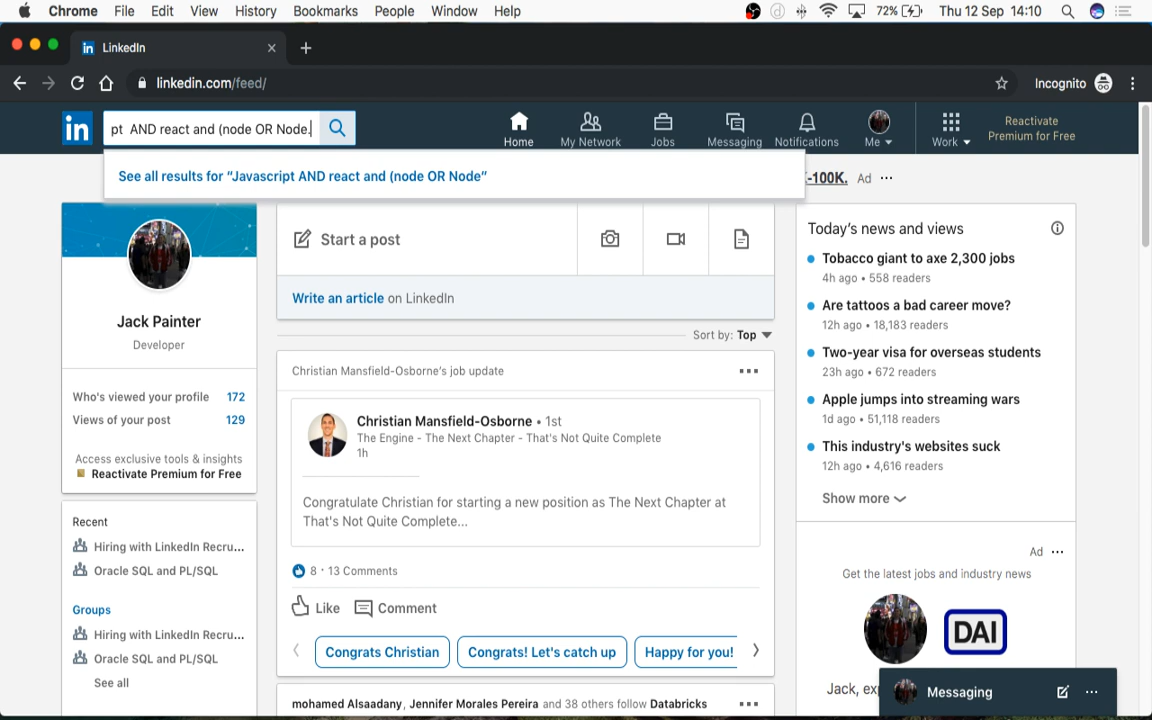 Chrome File Edit View History Bookmarks People Window Help 72% Thu 12 Sep 14:10
in LinkedIn
linkedin.com/feed/ Incognito
in pt AND react and (node OR Node.
Home My Network Jobs Messaging Notifications Me Work
Reactivate
Premium for Free
See all results for “Javascript AND react and (node OR Node”
-100K. Ad
Jack Painter
Developer
Who's viewed your profile 172
Views of your post 129
Access exclusive tools & insights
Reactivate Premium for Free
Recent
Hiring with LinkedIn Recru...
Oracle SQL and PL/SQL
Groups
Hiring with LinkedIn Recru...
Oracle SQL and PL/SQL
See all
Start a post
Write an article on LinkedIn
Sort by: Top
Christian Mansfield-Osborne's job update
Christian Mansfield-Osborne • 1st
The Engine - The Next Chapter - That's Not Quite Complete
1h
Congratulate Christian for starting a new position as The Next Chapter at
That's Not Quite Complete...
8 · 13 Comments
Like Comment
Congrats Christian Congrats! Let's catch up Happy for you!
mohamed Alsaadany, Jennifer Morales Pereira and 38 others follow Databricks
Today's news and views
Tobacco giant to axe 2,300 jobs
4h ago • 558 readers
Are tattoos a bad career move?
12h ago • 18,183 readers
Two-year visa for overseas students
23h ago • 672 readers
Apple jumps into streaming wars
1d ago • 51,118 readers
This industry's websites suck
12h ago • 4,616 readers
Show more
Ad
Get the latest jobs and industry news
DAI
Jack, ex
Messaging